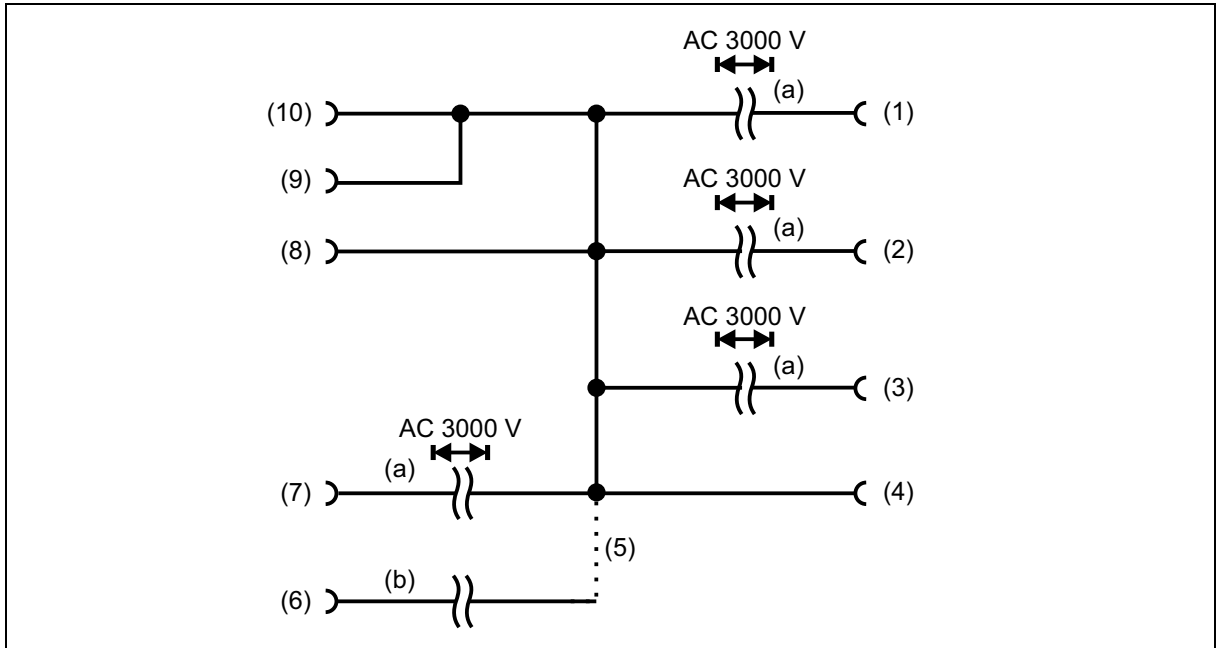 AC 3000 V
(a)
(10) (1)
AC 3000 V
(9)
(a)
(8) (2)
AC 3000 V
(a)
(3)
AC 3000 V
(a)
(7) (4)
(5)
(b)
(6)